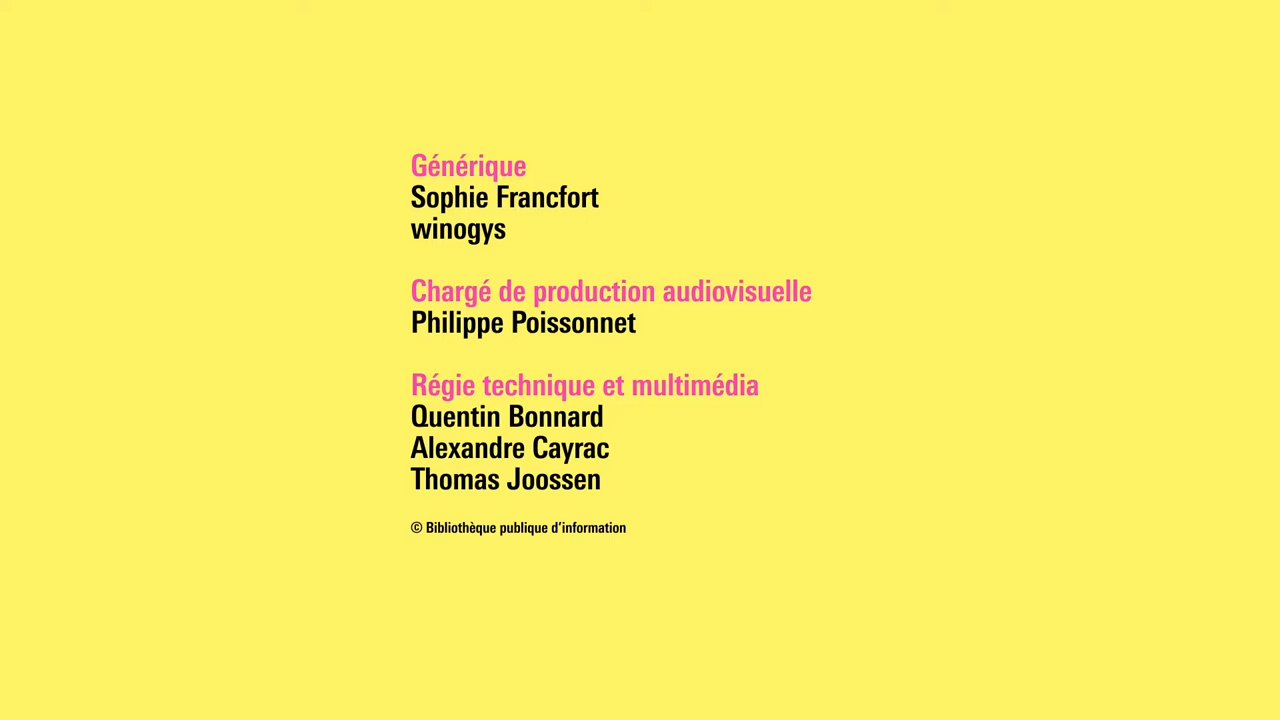 Générique
Sophie Francfort
winogys
Chargé de production audiovisuelle
Philippe Poissonnet
Régie technique et multimédia
Quentin Bonnard
Alexandre Cayrac
Thomas Joossen
© Bibliothèque publique d’information